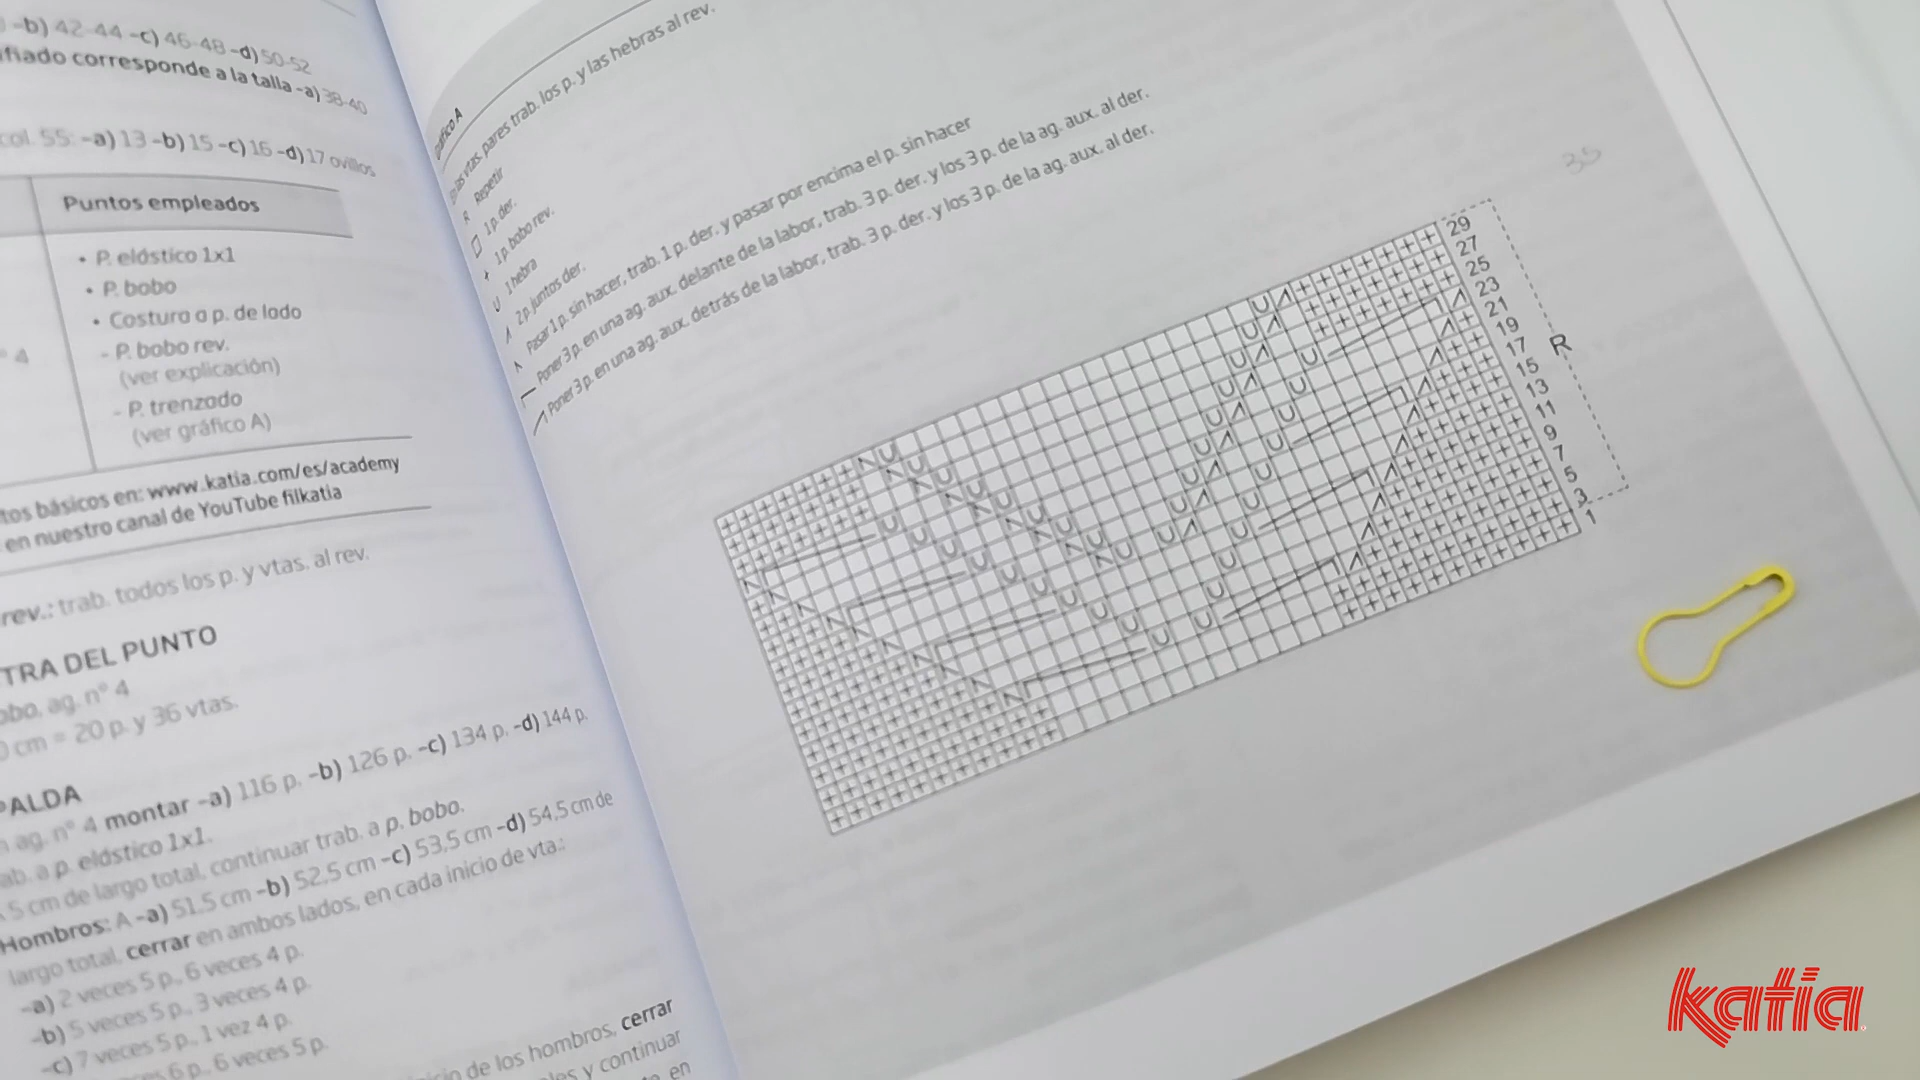 -b) 42-44 -c) 46-48 -d) 50-52
corresponde a la talla -a) 38-40
col. 55: -a) 13 -b) 15 -c) 16 -d) 17 ovillos
Puntos empleados
• P. elástico 1x1
• P. bobo
• Costura a p. de lado
- P. bobo rev.
(ver explicación)
- P. trenzado
(ver gráfico A)
° 4
básicos en: www.katia.com/es/academy
en nuestro canal de YouTube filkatia
rev.: trab. todos los p. y vtas. al rev.
DEL PUNTO
ag. n° 4
cm = 20 p. y 36 vtas.
ag. n° 4 montar -a) 116 p. -b) 126 p. -c) 134 p. -d) 144 p.
a p. elástico 1x1.
5 cm de largo total, continuar trab. a p. bobo.
Hombros: A -a) 51,5 cm -b) 52,5 cm -c) 53,5 cm -d) 54,5 cm de
largo total, cerrar en ambos lados, en cada inicio de vta.:
-a) 2 veces 5 p., 6 veces 4 p.
-b) 5 veces 5 p., 3 veces 4 p.
-c) 7 veces 5 p., 1 vez 4 p.
6 p., 6 veces 5 p.
de los hombros, cerrar
y continuar
en
Gráfico A
vtas. pares trab. los p. y las hebras al rev.
R Repetir
□ 1 p. der.
+ 1 p. bobo rev.
U 1 hebra
2 p. juntos der.
Pasar 1 p. sin hacer, trab. 1 p. der. y pasar por encima el p. sin hacer
Poner 3 p. en una ag. aux. delante de la labor, trab. 3 p. der. y los 3 p. de la ag. aux. al der.
Poner 3 p. en una ag. aux. detrás de la labor, trab. 3 p. der. y los 3 p. de la ag. aux. al der.
35
29
27
25
23
21
19
17
15
13
11
9
7
5
3
1
R
katia